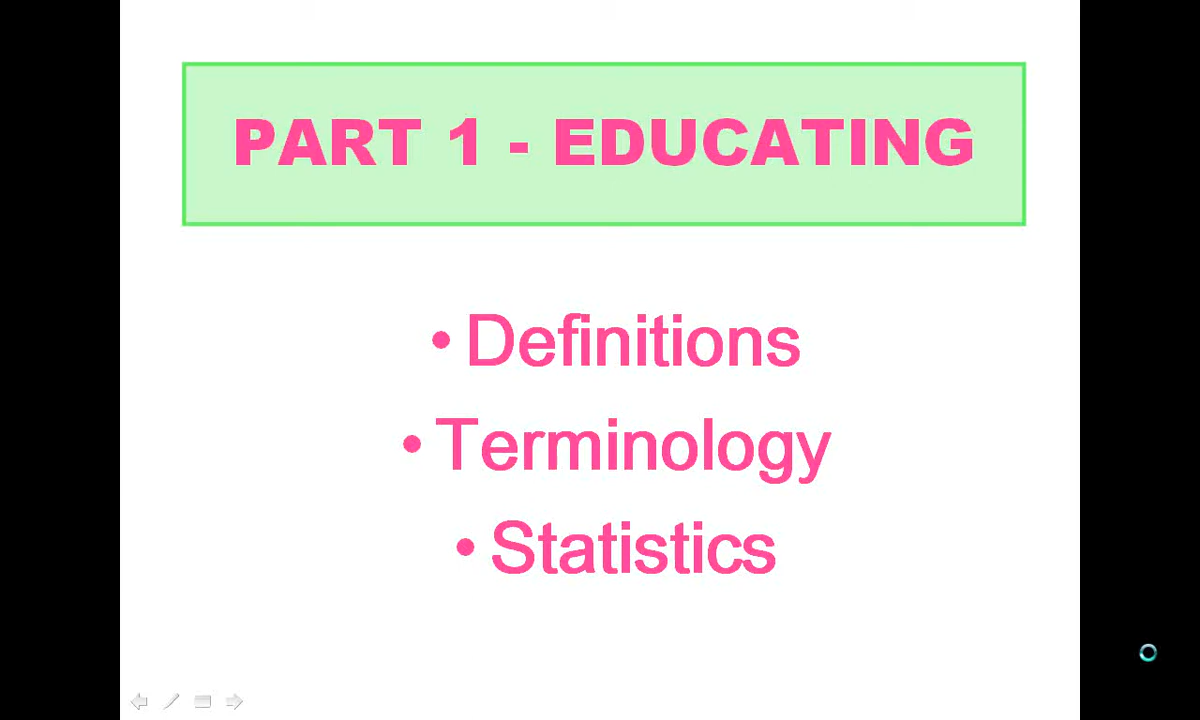 PART 1 - EDUCATING
• Definitions
• Terminology
• Statistics